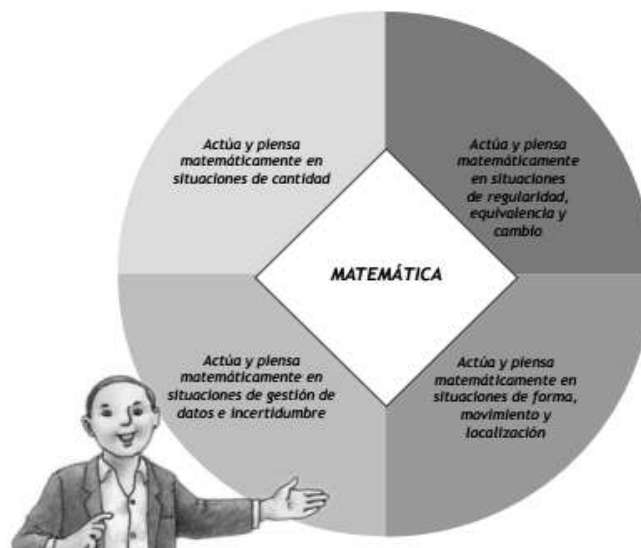 Actúa y piensa
matemáticamente en
situaciones de cantidad
Actúa y piensa
matemáticamente
en situaciones
de regularidad,
equivalencia y
cambio
MATEMÁTICA
Actúa y piensa
matemáticamente en
situaciones de gestión de
datos e incertidumbre
Actúa y piensa
matemáticamente en
situaciones de forma,
movimiento y
localización